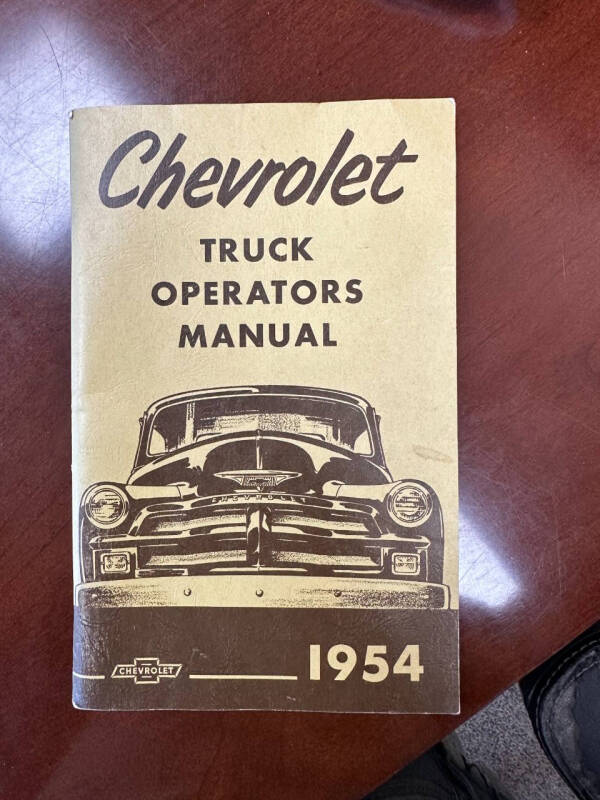 Chevrolet
TRUCK
OPERATORS
MANUAL
CHEVROLET
CHEVROLET
1954